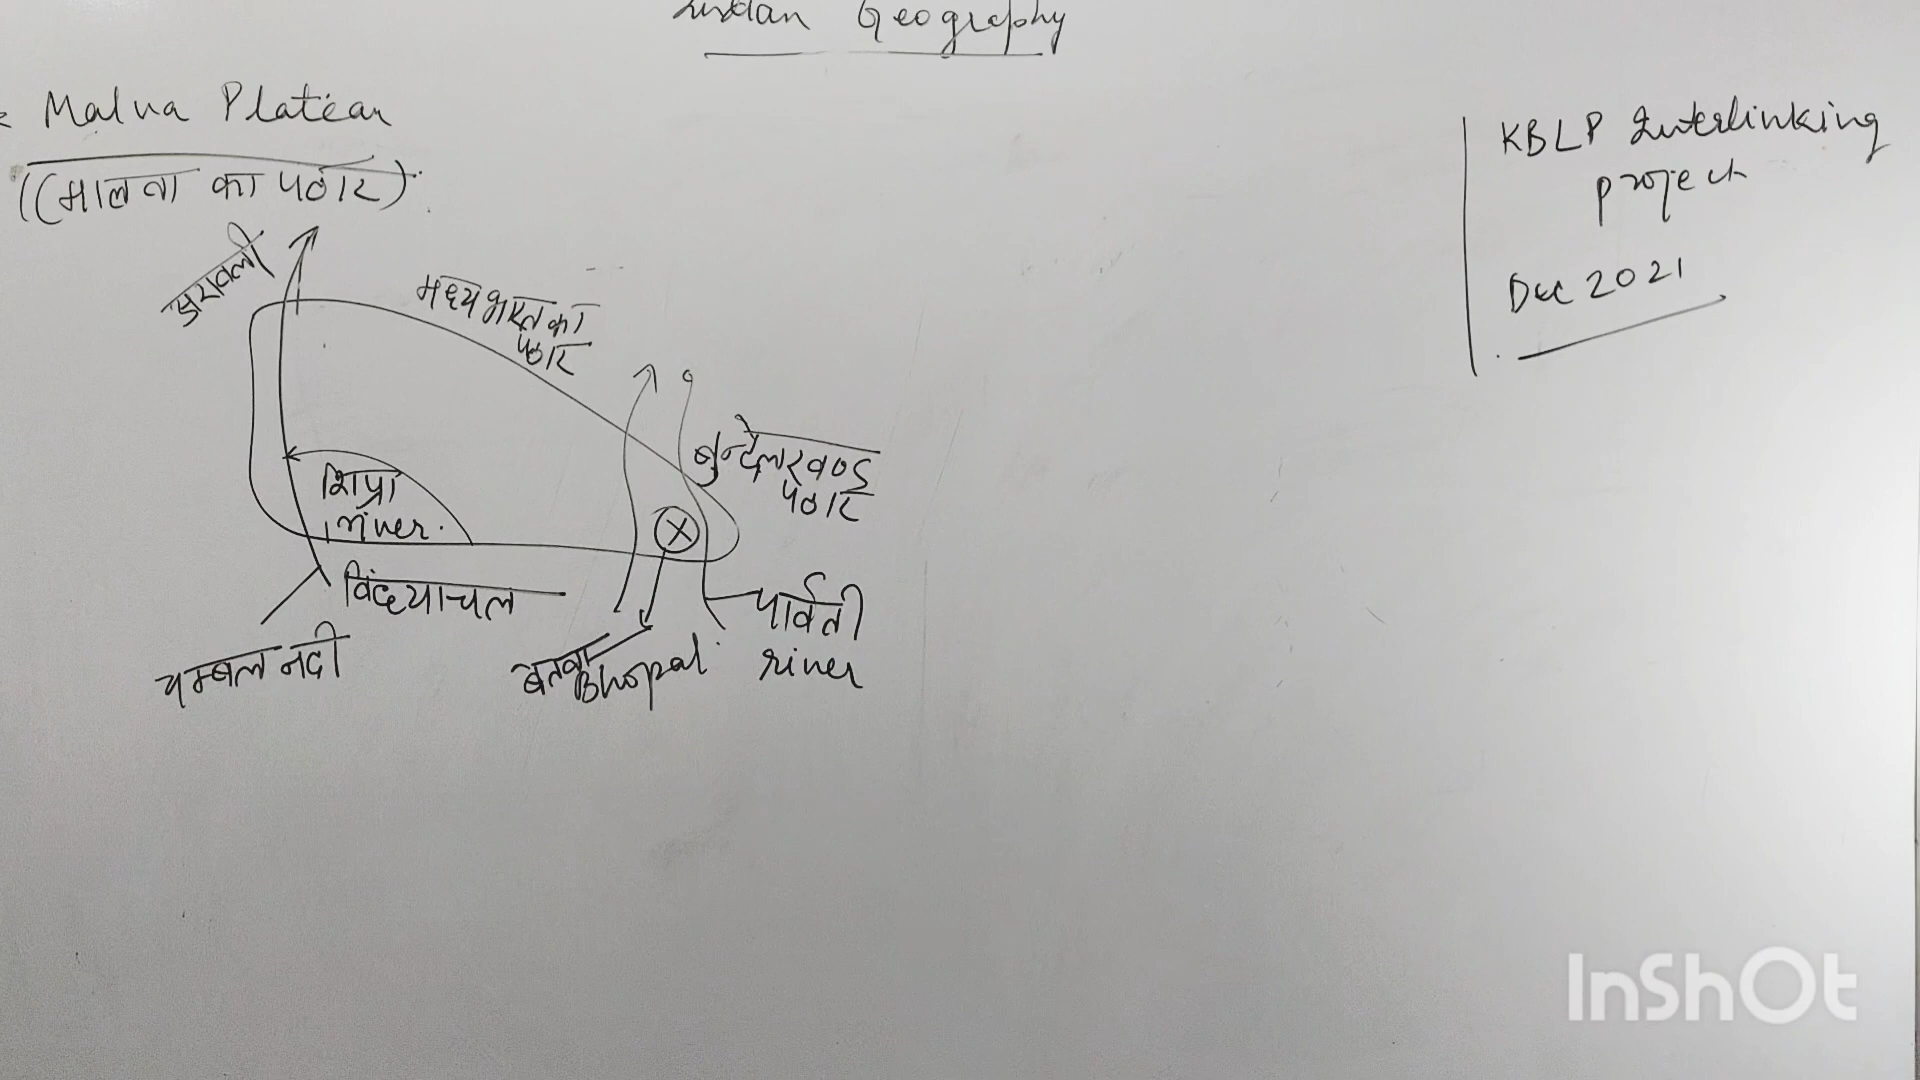 Indian Geography
Malwa Plateau
((मालवा का पठार)
अरावली
मध्य भारत का
पठार
बुन्देलखण्ड
पठार
शिप्रा
river.
विंध्याचल
चम्बल नदी
बेतवा
Bhopal
पार्वती
river
KBLP Interlinking
project
Dec 2021
InShOt